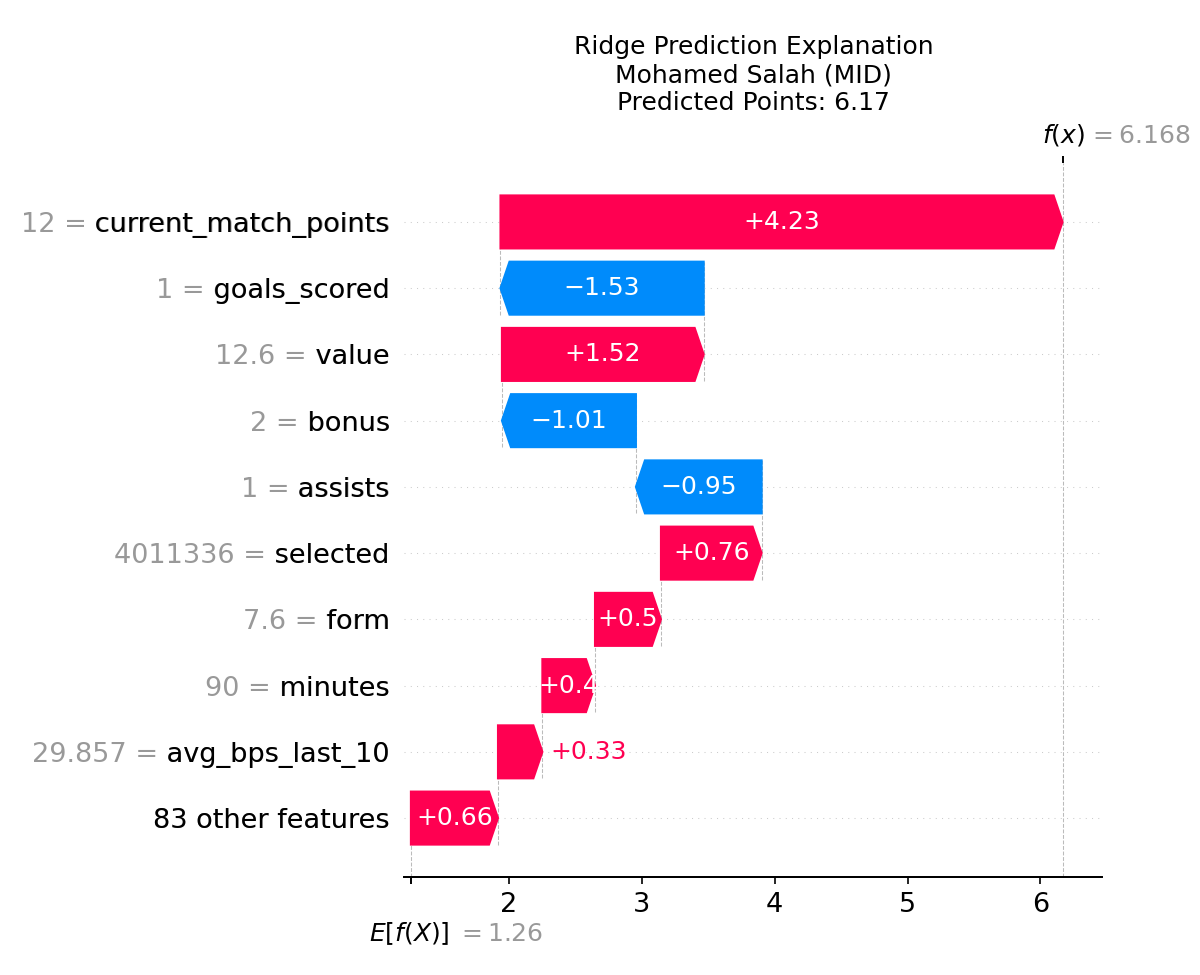 Ridge Prediction Explanation
Mohamed Salah (MID)
Predicted Points: 6.17
f(x) = 6.168
12 = current_match_points
+4.23
1 = goals_scored
−1.53
12.6 = value
+1.52
2 = bonus
−1.01
1 = assists
−0.95
4011336 = selected
+0.76
7.6 = form
+0.5
90 = minutes
+0.4
29.857 = avg_bps_last_10
+0.33
83 other features
+0.66
2 3 4 5 6
E[f(X)] = 1.26